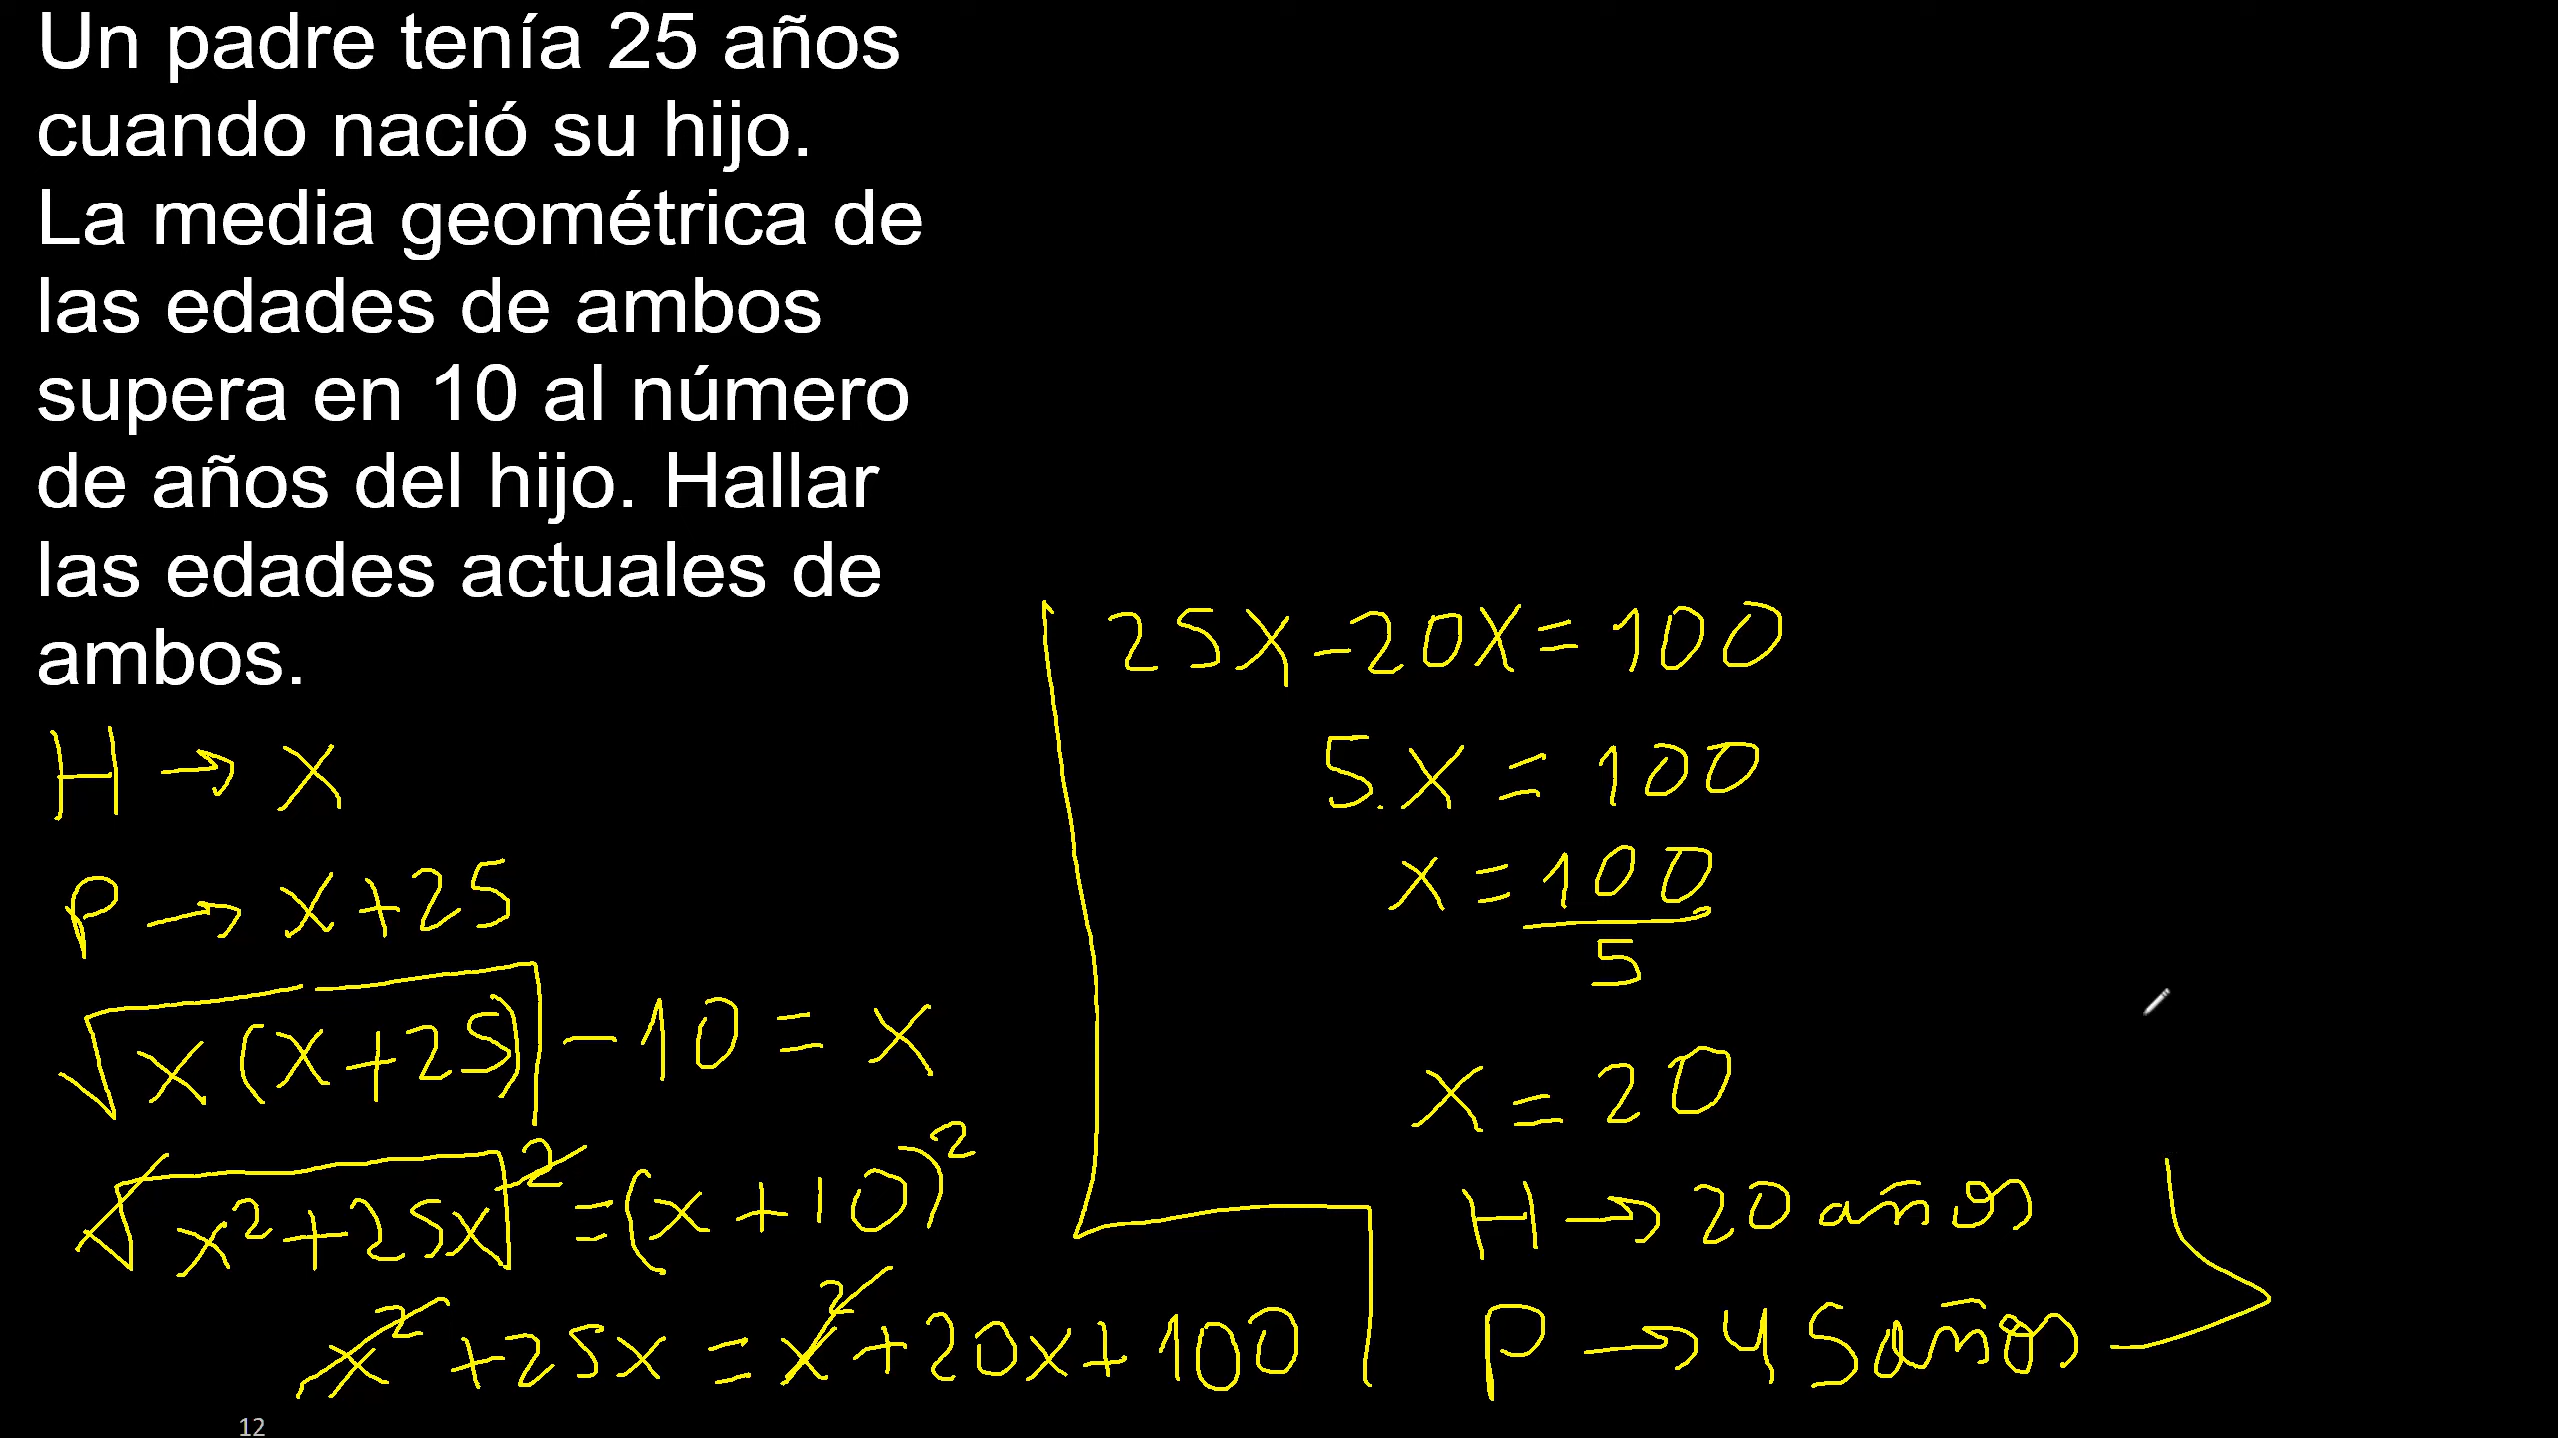 Un padre tenía 25 años
cuando nació su hijo.
La media geométrica de
las edades de ambos
supera en 10 al número
de años del hijo. Hallar
las edades actuales de
ambos.
H → x
P → x+25
√x(x+25) - 10 = x
√x²+25x² = (x+10)²
x² + 25x = x² + 20x + 100
25x - 20x = 100
5.x = 100
x = 100
5
x = 20
H → 20 años
P → 45 años
12